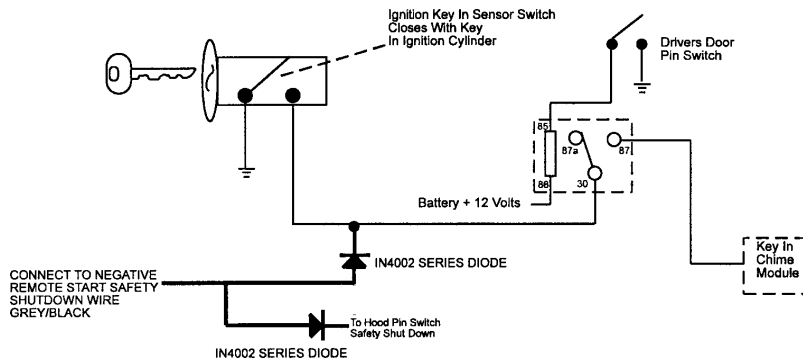 Ignition Key In Sensor Switch
Closes With Key
In Ignition Cylinder
Drivers Door
Pin Switch
85
87a
87
86
30
Battery + 12 Volts
Key In
Chime
Module
IN4002 SERIES DIODE
CONNECT TO NEGATIVE
REMOTE START SAFETY
SHUTDOWN WIRE
GREY/BLACK
To Hood Pin Switch
Safety Shut Down
IN4002 SERIES DIODE